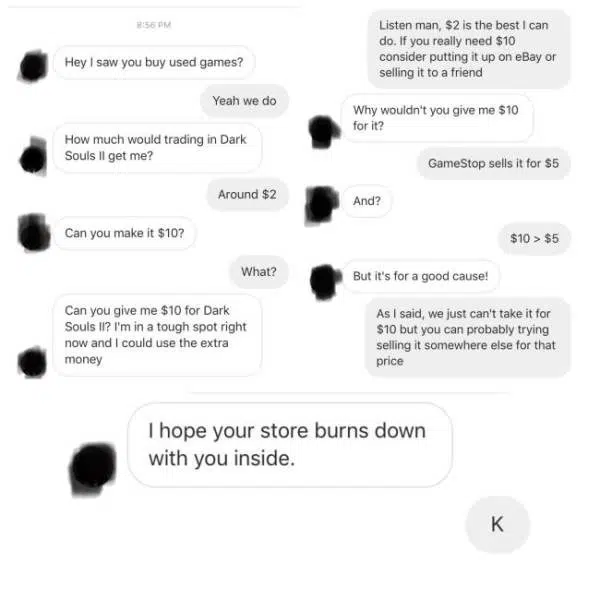 8:56 PM
Hey I saw you buy used games?
Yeah we do
How much would trading in Dark
Souls II get me?
Around $2
Can you make it $10?
What?
Can you give me $10 for Dark
Souls II? I'm in a tough spot right
now and I could use the extra
money
Listen man, $2 is the best I can
do. If you really need $10
consider putting it up on eBay or
selling it to a friend
Why wouldn't you give me $10
for it?
GameStop sells it for $5
And?
$10 > $5
But it's for a good cause!
As I said, we just can't take it for
$10 but you can probably trying
selling it somewhere else for that
price
I hope your store burns down
with you inside.
K